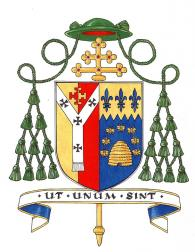 · UT · UNUM · SINT ·